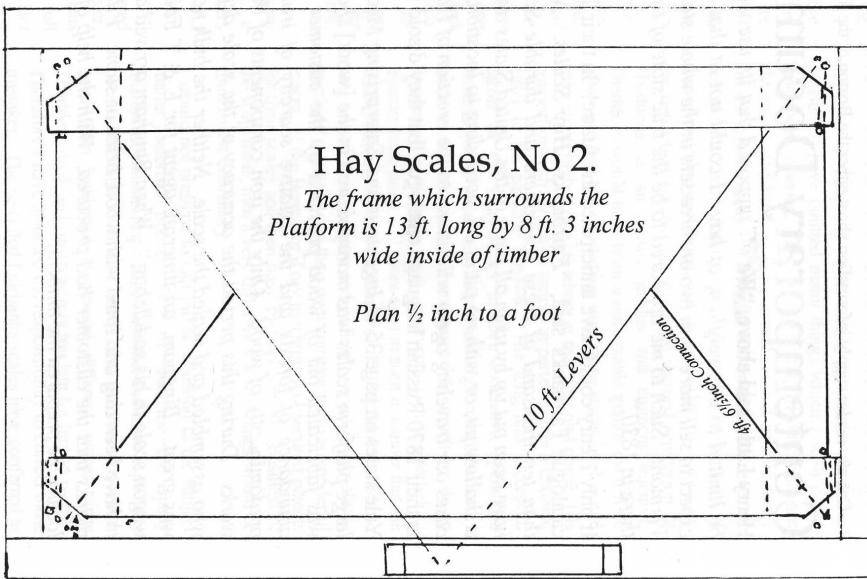 Hay Scales, No 2.
The frame which surrounds the
Platform is 13 ft. long by 8 ft. 3 inches
wide inside of timber
Plan ½ inch to a foot
10 ft. Levers
4ft. 6½inch Connection